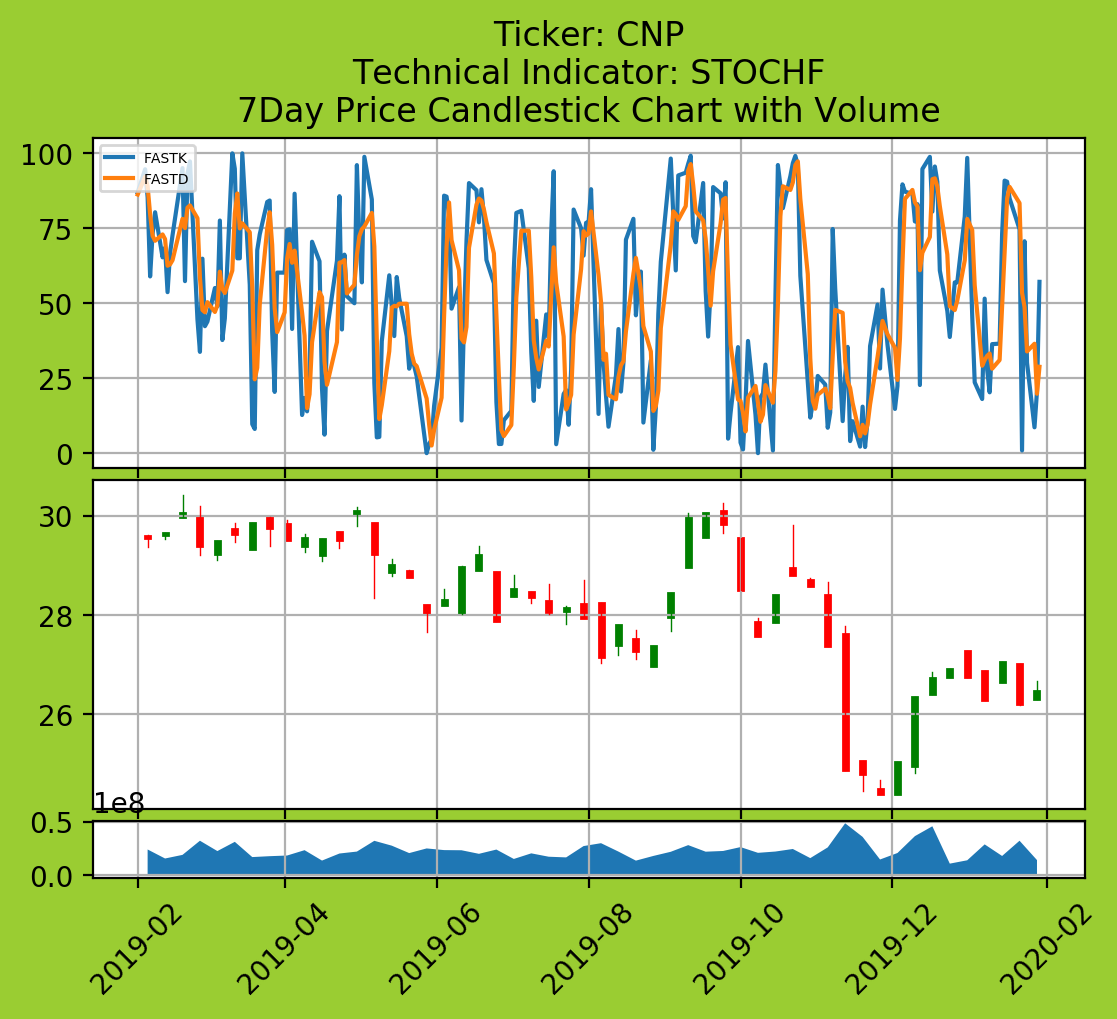 Ticker: CNP
Technical Indicator: STOCHF
7Day Price Candlestick Chart with Volume
100
75
50
25
0
FASTK
FASTD
30
28
26
1e8
0.5
0.0
2019-02
2019-04
2019-06
2019-08
2019-10
2019-12
2020-02